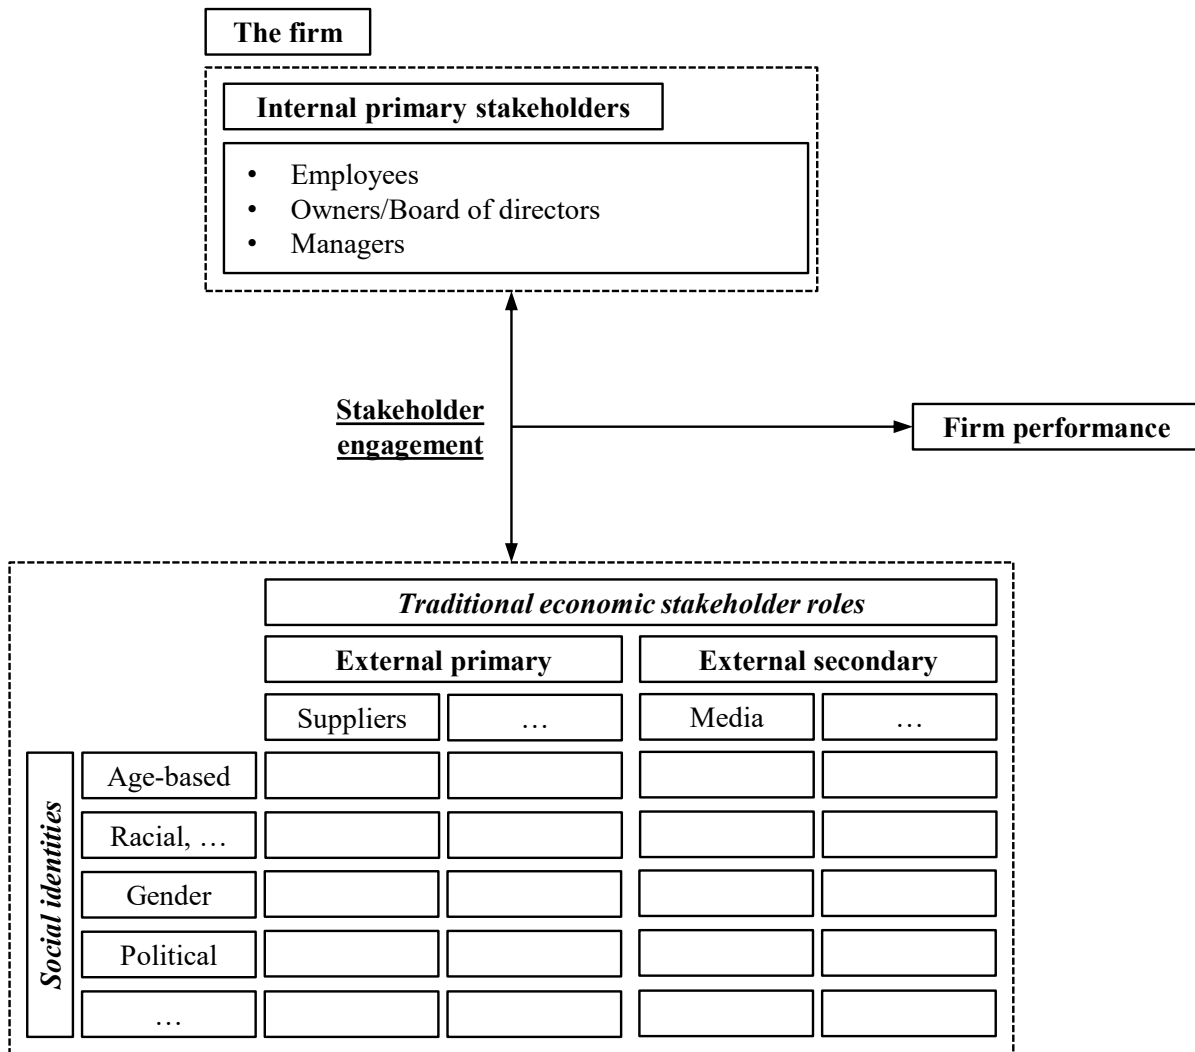 The firm
Internal primary stakeholders
• Employees
• Owners/Board of directors
• Managers
Stakeholder
engagement
Firm performance
Traditional economic stakeholder roles
External primary
External secondary
Suppliers
…
Media
…
Social identities
Age-based
Racial, …
Gender
Political
…